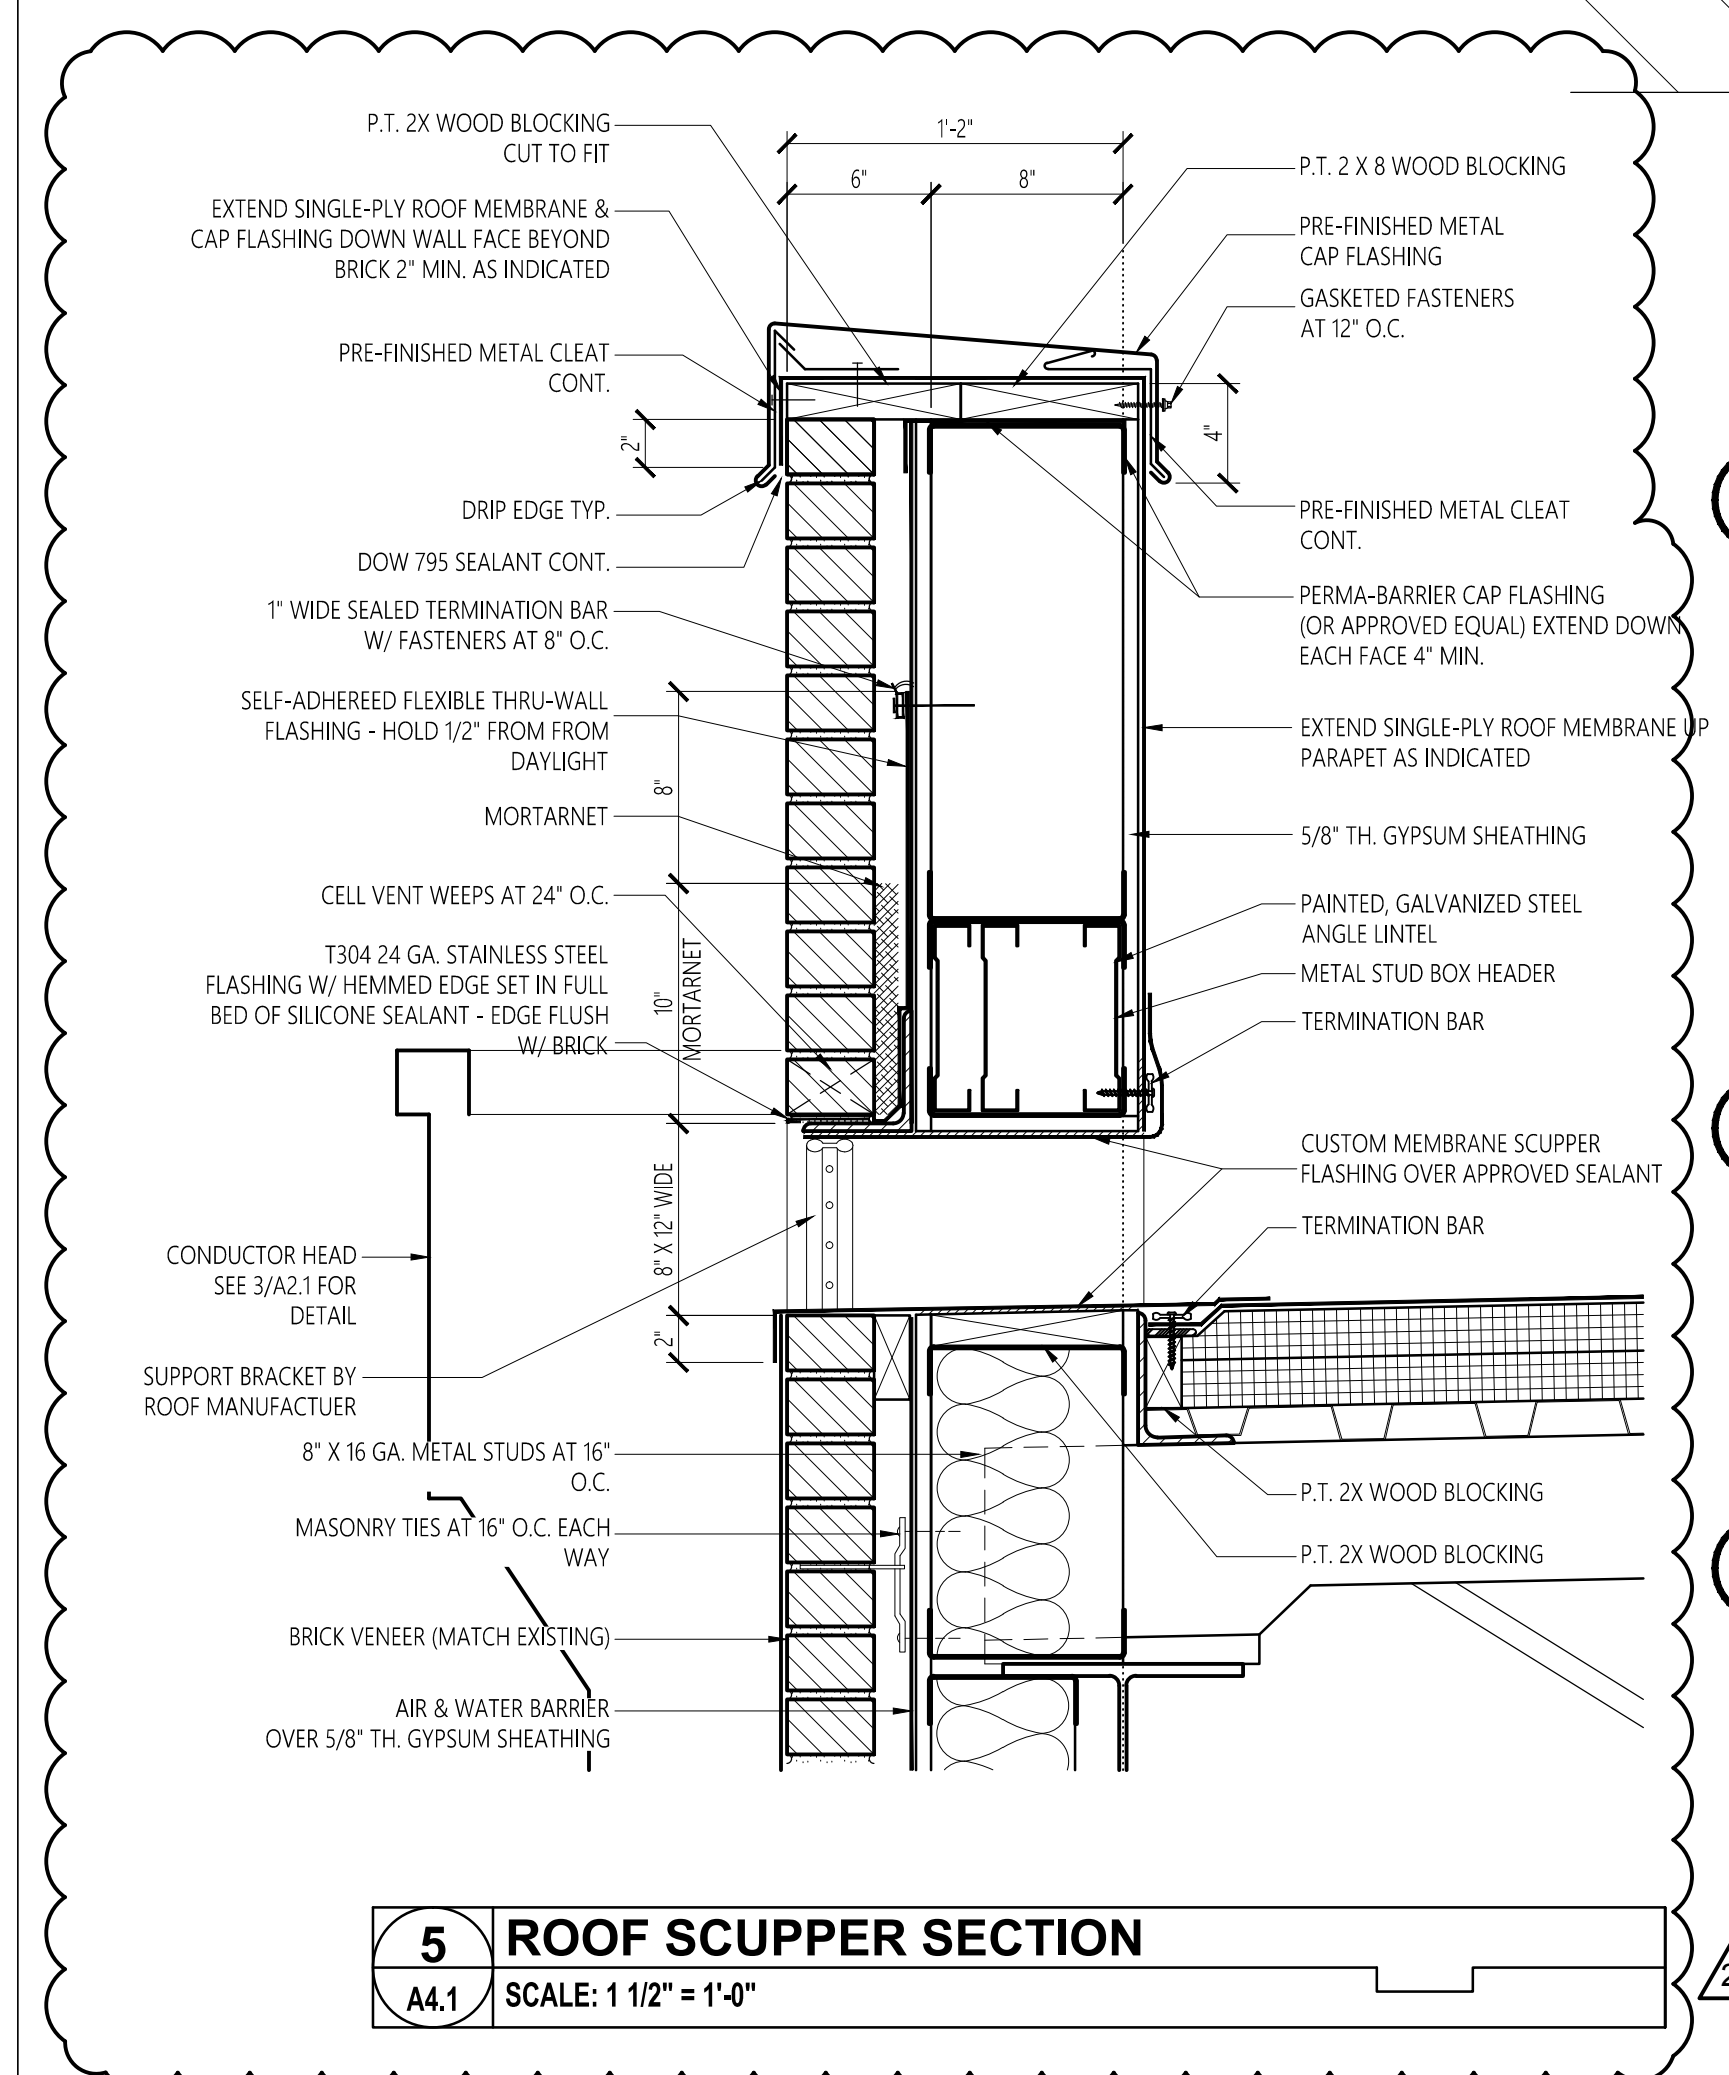 P.T. 2X WOOD BLOCKING
CUT TO FIT
EXTEND SINGLE-PLY ROOF MEMBRANE &
CAP FLASHING DOWN WALL FACE BEYOND
BRICK 2" MIN. AS INDICATED
PRE-FINISHED METAL CLEAT
CONT.
2"
DRIP EDGE TYP.
DOW 795 SEALANT CONT.
1" WIDE SEALED TERMINATION BAR
W/ FASTENERS AT 8" O.C.
SELF-ADHEREED FLEXIBLE THRU-WALL
FLASHING - HOLD 1/2" FROM FROM
DAYLIGHT
8"
MORTARNET
CELL VENT WEEPS AT 24" O.C.
T304 24 GA. STAINLESS STEEL
FLASHING W/ HEMMED EDGE SET IN FULL
BED OF SILICONE SEALANT - EDGE FLUSH
W/ BRICK
10"
MORTARNET
8" X 12" WIDE
CONDUCTOR HEAD
SEE 3/A2.1 FOR
DETAIL
2"
SUPPORT BRACKET BY
ROOF MANUFACTUER
8" X 16 GA. METAL STUDS AT 16"
O.C.
MASONRY TIES AT 16" O.C. EACH
WAY
BRICK VENEER (MATCH EXISTING)
AIR & WATER BARRIER
OVER 5/8" TH. GYPSUM SHEATHING
1'-2"
6"
8"
P.T. 2 X 8 WOOD BLOCKING
PRE-FINISHED METAL
CAP FLASHING
GASKETED FASTENERS
AT 12" O.C.
4"
PRE-FINISHED METAL CLEAT
CONT.
PERMA-BARRIER CAP FLASHING
(OR APPROVED EQUAL) EXTEND DOWN
EACH FACE 4" MIN.
EXTEND SINGLE-PLY ROOF MEMBRANE UP
PARAPET AS INDICATED
5/8" TH. GYPSUM SHEATHING
PAINTED, GALVANIZED STEEL
ANGLE LINTEL
METAL STUD BOX HEADER
TERMINATION BAR
CUSTOM MEMBRANE SCUPPER
FLASHING OVER APPROVED SEALANT
TERMINATION BAR
P.T. 2X WOOD BLOCKING
P.T. 2X WOOD BLOCKING
5
ROOF SCUPPER SECTION
A4.1
SCALE: 1 1/2" = 1'-0"